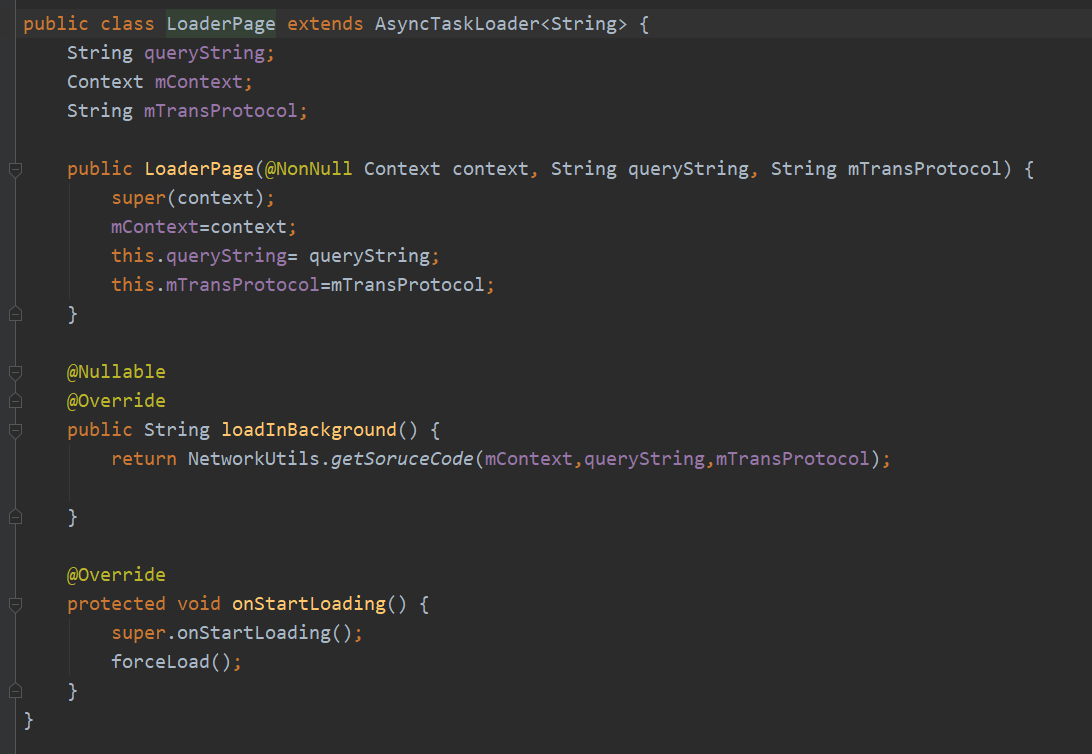 public class LoaderPage extends AsyncTaskLoader<String> {
    String queryString;
    Context mContext;
    String mTransProtocol;
    public LoaderPage(@NonNull Context context, String queryString, String mTransProtocol) {
        super(context);
        mContext=context;
        this.queryString= queryString;
        this.mTransProtocol=mTransProtocol;
    }
    @Nullable
    @Override
    public String loadInBackground() {
        return NetworkUtils.getSoruceCode(mContext,queryString,mTransProtocol);
    }
    @Override
    protected void onStartLoading() {
        super.onStartLoading();
        forceLoad();
    }
}